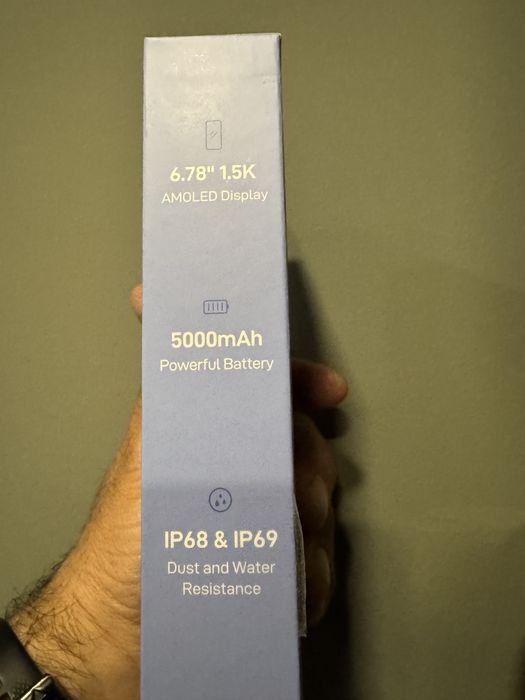 6.78" 1.5K
AMOLED Display
5000mAh
Powerful Battery
IP68 & IP69
Dust and Water
Resistance